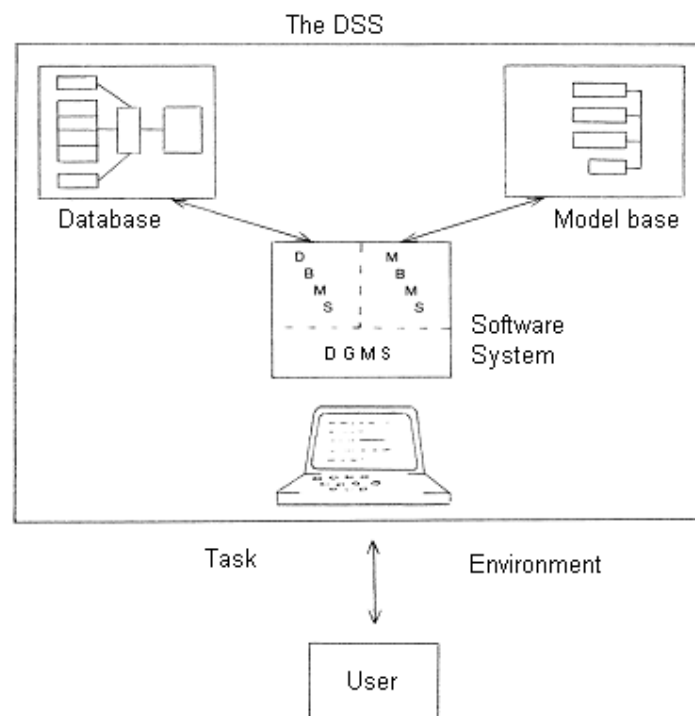 The DSS
Database
Model base
D B M S
M B M S
D G M S
Software
System
Task
Environment
User